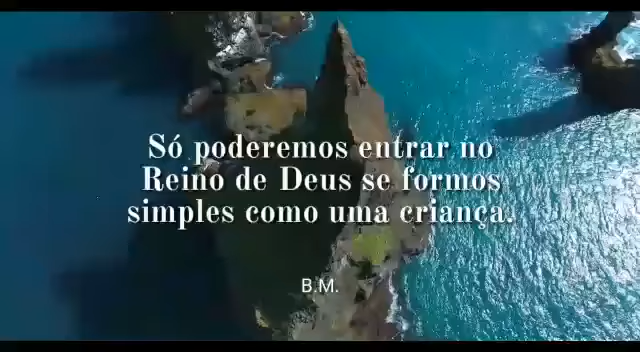 Só poderemos entrar no
Reino de Deus se formos
simples como uma criança.
B.M.